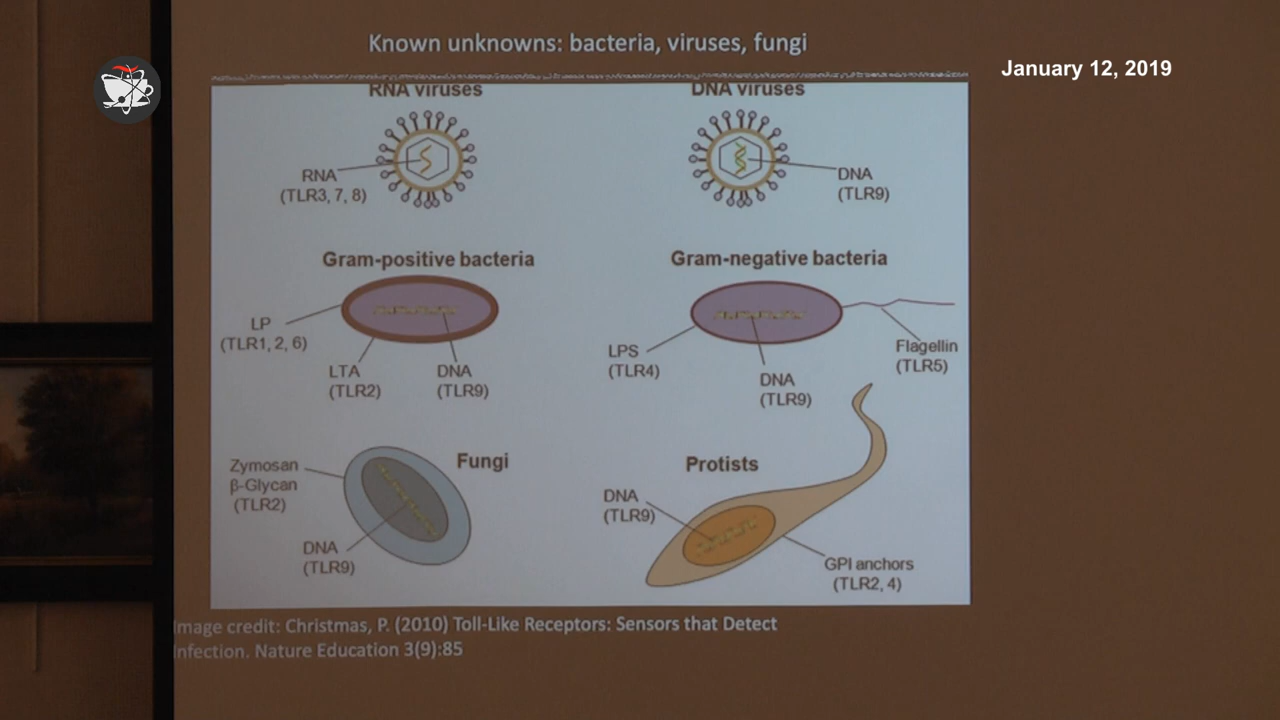 Known unknowns: bacteria, viruses, fungi
January 12, 2019
RNA viruses
DNA viruses
RNA
(TLR3, 7, 8)
DNA
(TLR9)
Gram-positive bacteria
Gram-negative bacteria
LP
(TLR1, 2, 6)
LTA
(TLR2)
DNA
(TLR9)
LPS
(TLR4)
DNA
(TLR9)
Flagellin
(TLR5)
Fungi
Zymosan
β-Glycan
(TLR2)
DNA
(TLR9)
Protists
DNA
(TLR9)
GPI anchors
(TLR2, 4)
Image credit: Christmas, P. (2010) Toll-Like Receptors: Sensors that Detect
Infection. Nature Education 3(9):85